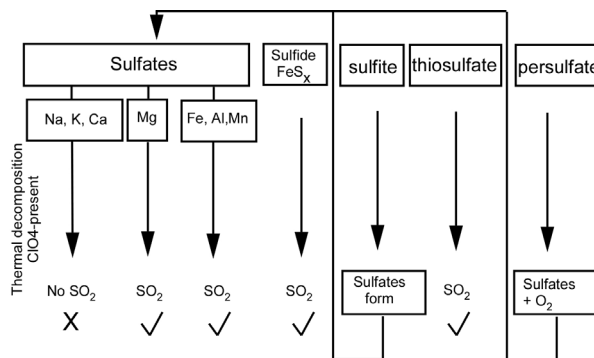 Sulfates
Sulfide
FeSx
sulfite
thiosulfate
persulfate
Na, K, Ca
Mg
Fe, Al,Mn
Thermal decomposition
ClO4-present
No SO2
SO2
SO2
SO2
Sulfates
form
SO2
Sulfates
+ O2